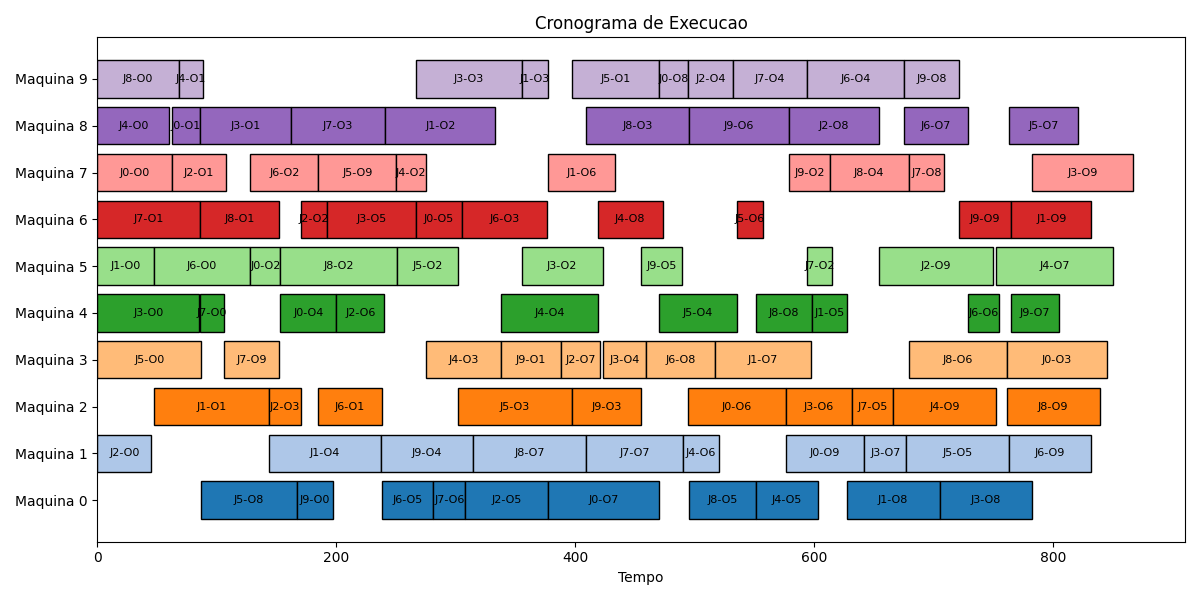 Cronograma de Execucao
Maquina 9 J8-O0 J4-O1 J3-O3 J1-O3 J5-O1 J0-O8 J2-O4 J7-O4 J6-O4 J9-O8
Maquina 8 J4-O0 J0-O1 J3-O1 J7-O3 J1-O2 J8-O3 J9-O6 J2-O8 J6-O7 J5-O7
Maquina 7 J0-O0 J2-O1 J6-O2 J5-O9 J4-O2 J1-O6 J9-O2 J8-O4 J7-O8 J3-O9
Maquina 6 J7-O1 J8-O1 J2-O2 J3-O5 J0-O5 J6-O3 J4-O8 J5-O6 J9-O9 J1-O9
Maquina 5 J1-O0 J6-O0 J0-O2 J8-O2 J5-O2 J3-O2 J9-O5 J7-O2 J2-O9 J4-O7
Maquina 4 J3-O0 J7-O0 J0-O4 J2-O6 J4-O4 J5-O4 J8-O8 J1-O5 J6-O6 J9-O7
Maquina 3 J5-O0 J7-O9 J4-O3 J9-O1 J2-O7 J3-O4 J6-O8 J1-O7 J8-O6 J0-O3
Maquina 2 J1-O1 J2-O3 J6-O1 J5-O3 J9-O3 J0-O6 J3-O6 J7-O5 J4-O9 J8-O9
Maquina 1 J2-O0 J1-O4 J9-O4 J8-O7 J7-O7 J4-O6 J0-O9 J3-O7 J5-O5 J6-O9
Maquina 0 J5-O8 J9-O0 J6-O5 J7-O6 J2-O5 J0-O7 J8-O5 J4-O5 J1-O8 J3-O8
0 200 400 600 800
Tempo